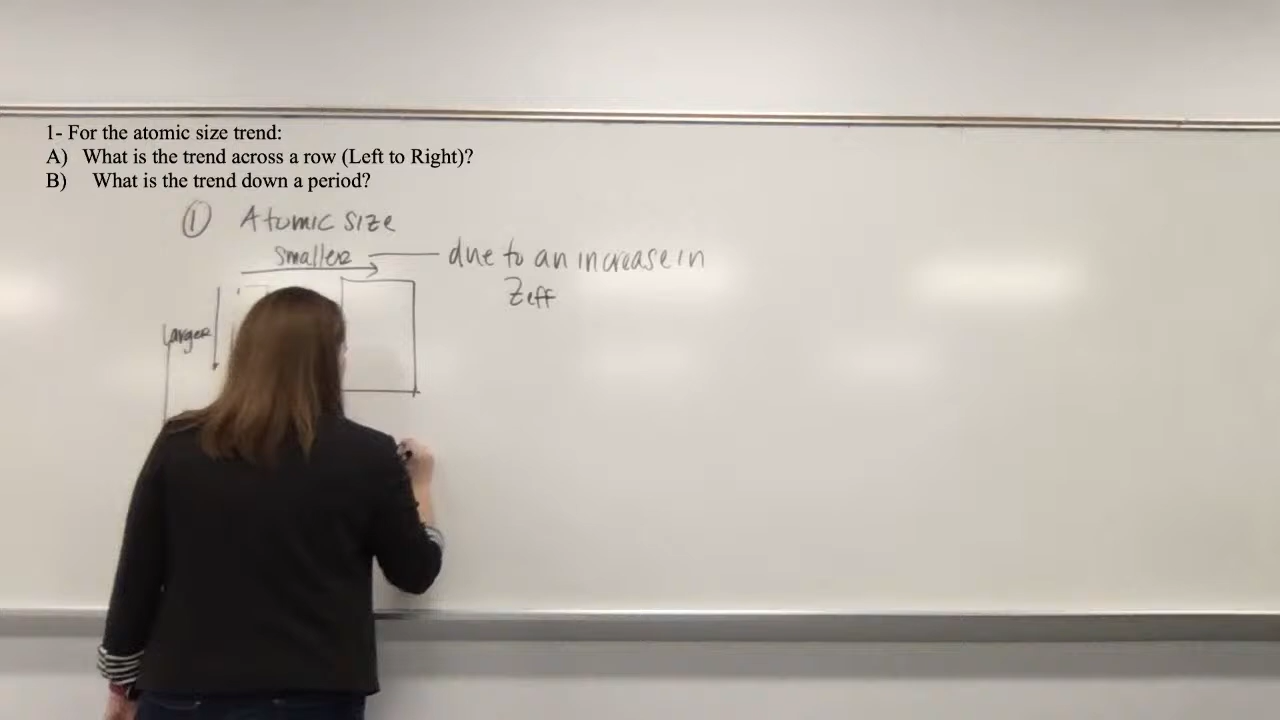 1- For the atomic size trend:
A) What is the trend across a row (Left to Right)?
B) What is the trend down a period?
① Atomic size
smaller
due to an increase in
Zeff
Larger